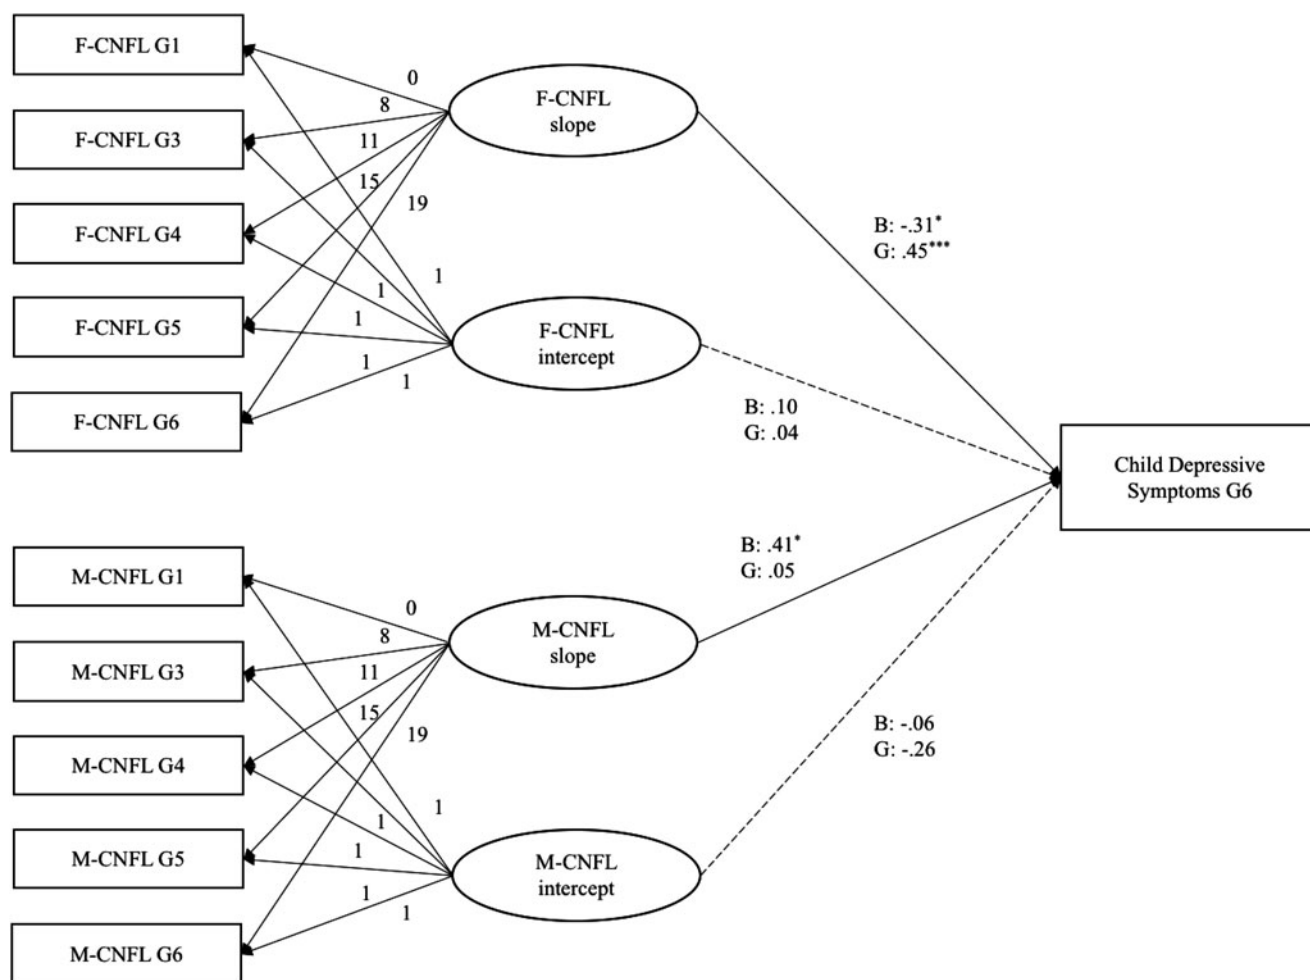 F-CNFL G1
F-CNFL G3
F-CNFL G4
F-CNFL G5
F-CNFL G6
0
8
11
15
19
1
1
1
1
1
F-CNFL
slope
F-CNFL
intercept
B: -.31*
G: .45***
B: .10
G: .04
M-CNFL G1
M-CNFL G3
M-CNFL G4
M-CNFL G5
M-CNFL G6
0
8
11
15
19
1
1
1
1
1
M-CNFL
slope
M-CNFL
intercept
B: .41*
G: .05
B: -.06
G: -.26
Child Depressive
Symptoms G6